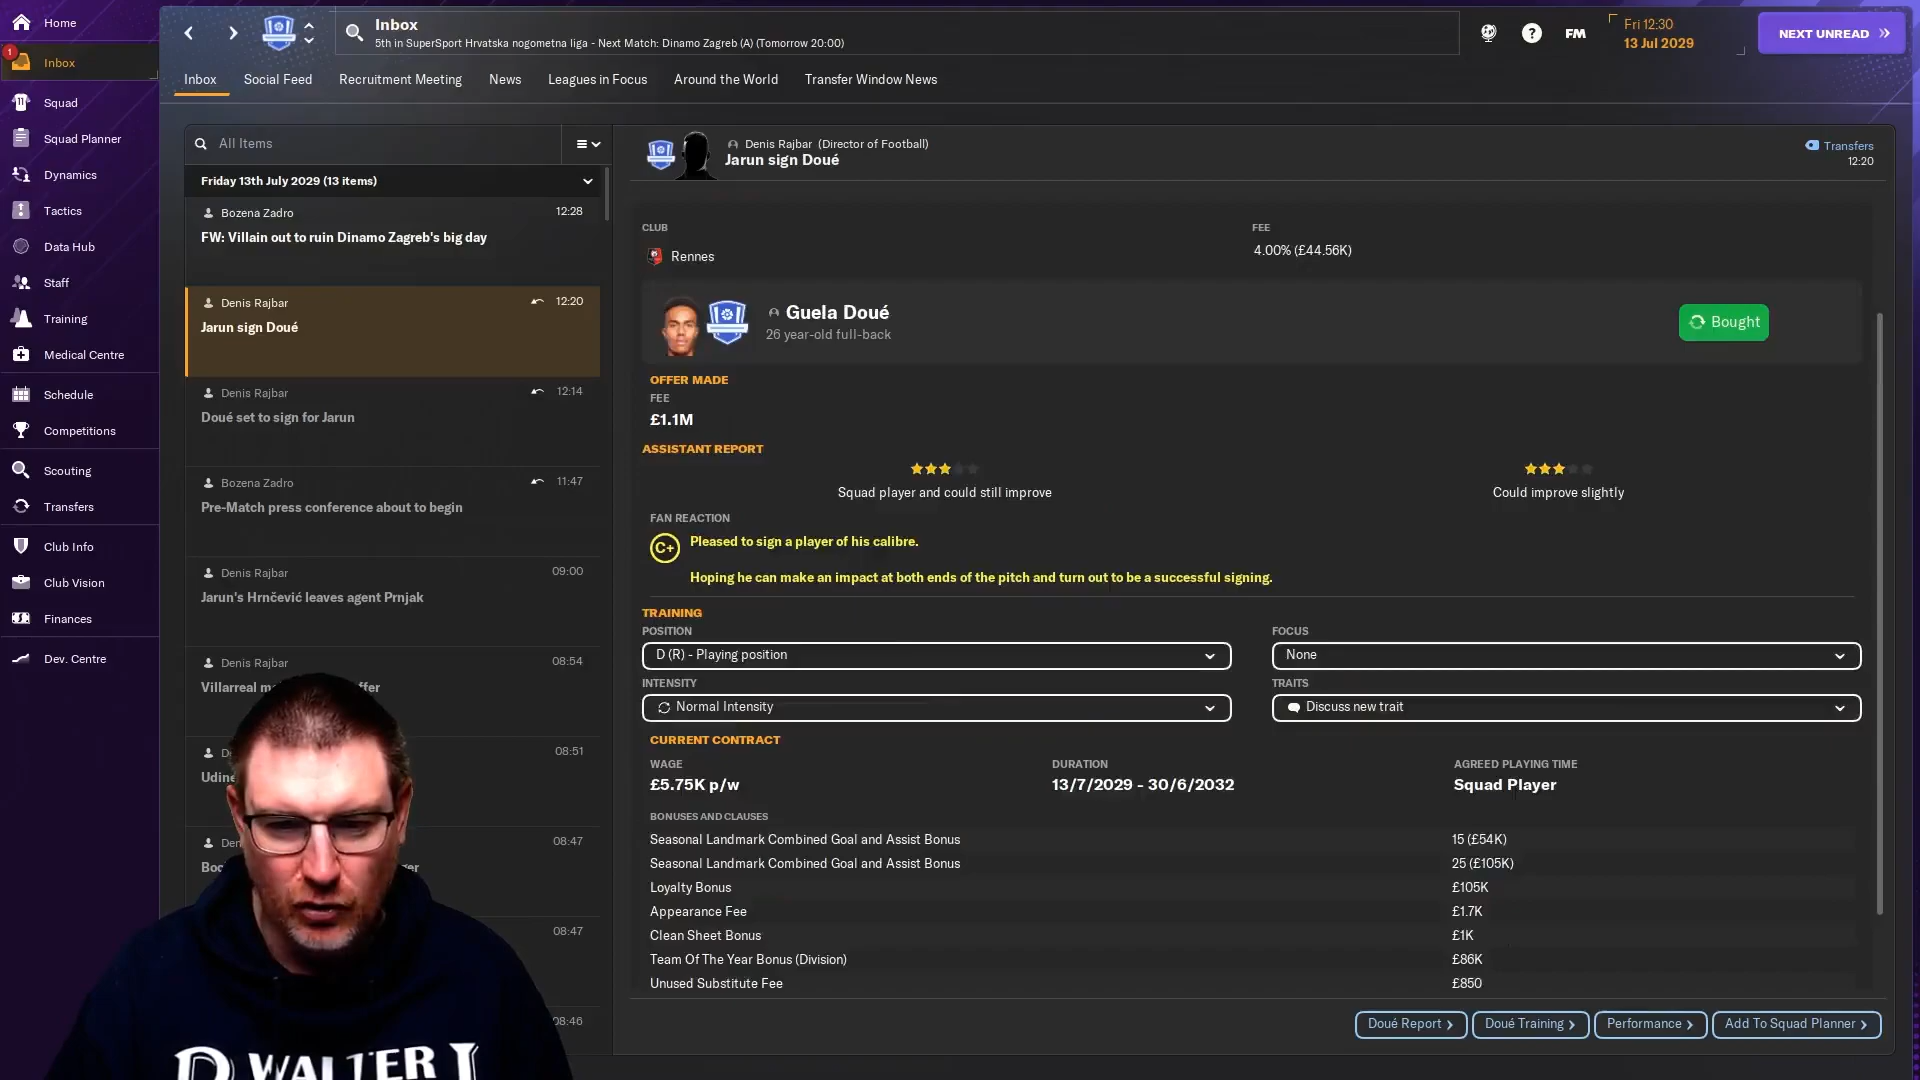 Home
1
Inbox
Squad
Squad Planner
Dynamics
Tactics
Data Hub
Staff
Training
Medical Centre
Schedule
Competitions
Scouting
Transfers
Club Info
Club Vision
Finances
Dev. Centre
Inbox
5th in SuperSport Hrvatska nogometna liga - Next Match: Dinamo Zagreb (A) (Tomorrow 20:00)
?
FM
Fri 12:30
13 Jul 2029
NEXT UNREAD
Inbox
Social Feed
Recruitment Meeting
News
Leagues in Focus
Around the World
Transfer Window News
All Items
Friday 13th July 2029 (13 items)
Bozena Zadro 12:28
FW: Villain out to ruin Dinamo Zagreb's big day
Denis Rajbar 12:20
Jarun sign Doué
Denis Rajbar 12:14
Doué set to sign for Jarun
Bozena Zadro 11:47
Pre-Match press conference about to begin
Denis Rajbar 09:00
Jarun's Hrnčević leaves agent Prnjak
Denis Rajbar 08:54
Villarreal
08:51
08:47
08:47
08:46
Denis Rajbar (Director of Football)
Jarun sign Doué
Transfers
12:20
CLUB
FEE
Rennes
4.00% (£44.56K)
Guela Doué
26 year-old full-back
Bought
OFFER MADE
FEE
£1.1M
ASSISTANT REPORT
Squad player and could still improve
Could improve slightly
FAN REACTION
C+
Pleased to sign a player of his calibre.
Hoping he can make an impact at both ends of the pitch and turn out to be a successful signing.
TRAINING
POSITION
FOCUS
D (R) - Playing position
None
INTENSITY
TRAITS
Normal Intensity
Discuss new trait
CURRENT CONTRACT
WAGE
DURATION
AGREED PLAYING TIME
£5.75K p/w
13/7/2029 - 30/6/2032
Squad Player
BONUSES AND CLAUSES
Seasonal Landmark Combined Goal and Assist Bonus 15 (£54K)
Seasonal Landmark Combined Goal and Assist Bonus 25 (£105K)
Loyalty Bonus £105K
Appearance Fee £1.7K
Clean Sheet Bonus £1K
Team Of The Year Bonus (Division) £86K
Unused Substitute Fee £850
Doué Report
Doué Training
Performance
Add To Squad Planner